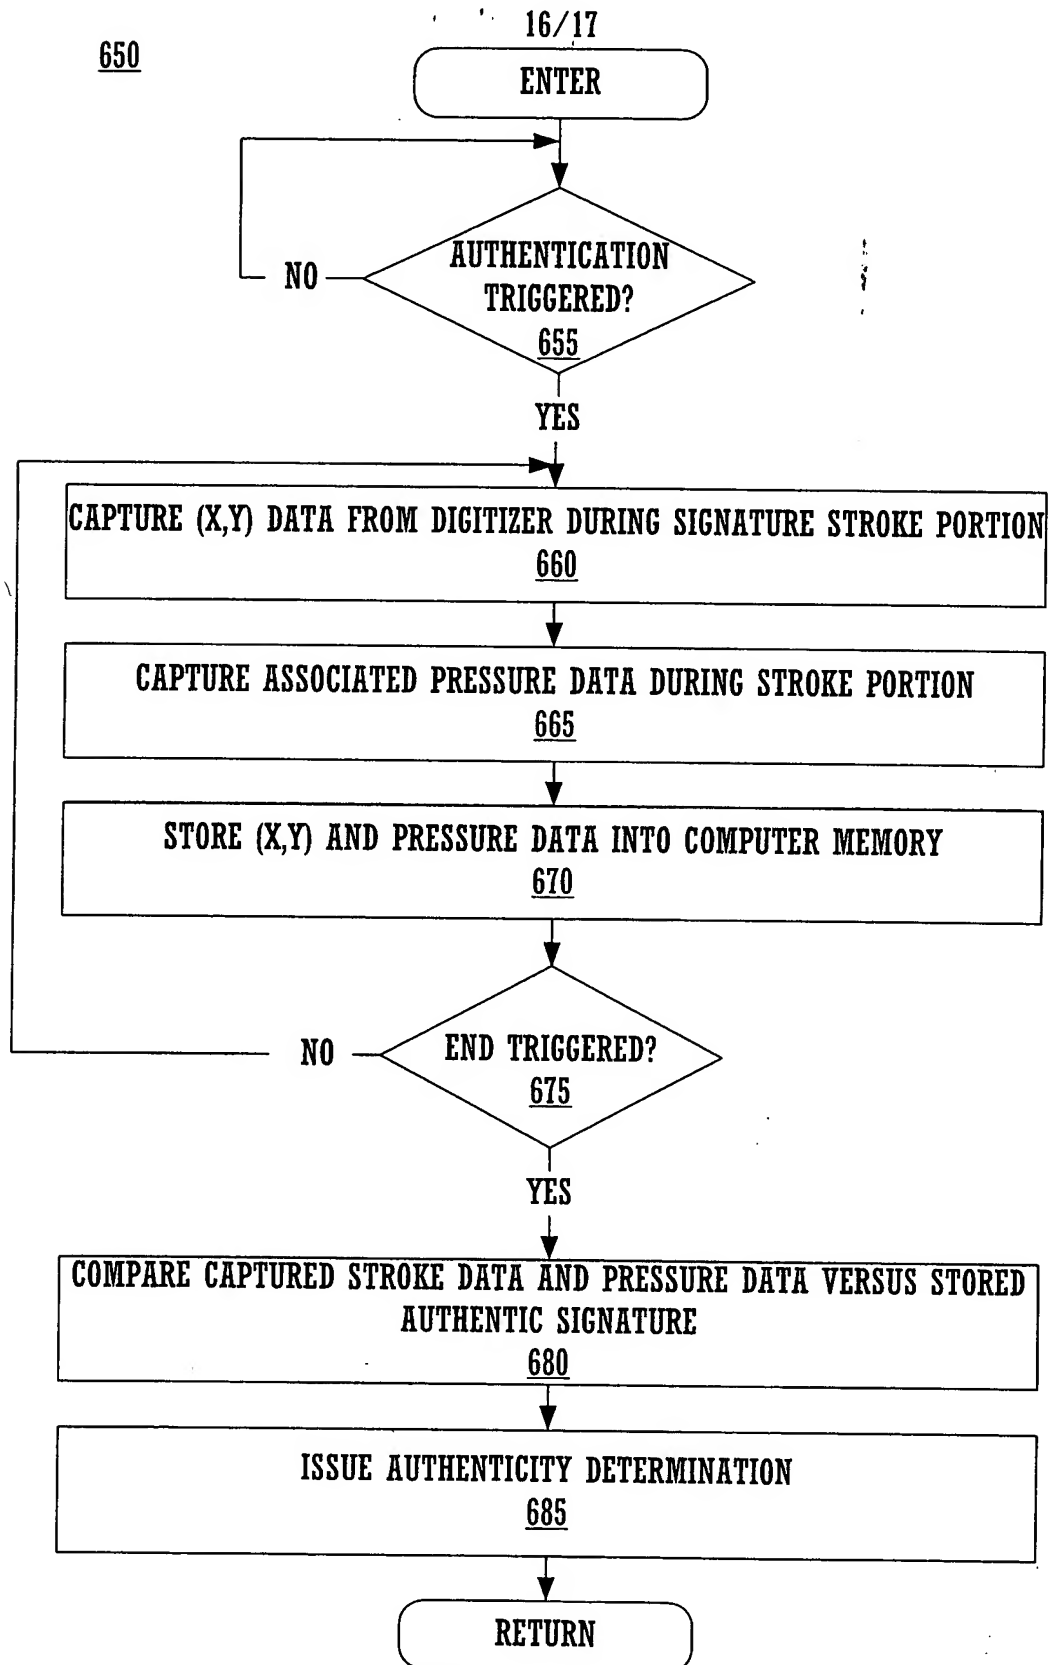 16/17
650
ENTER
AUTHENTICATION
TRIGGERED?
655
NO
YES
CAPTURE (X,Y) DATA FROM DIGITIZER DURING SIGNATURE STROKE PORTION
660
CAPTURE ASSOCIATED PRESSURE DATA DURING STROKE PORTION
665
STORE (X,Y) AND PRESSURE DATA INTO COMPUTER MEMORY
670
END TRIGGERED?
675
NO
YES
COMPARE CAPTURED STROKE DATA AND PRESSURE DATA VERSUS STORED
AUTHENTIC SIGNATURE
680
ISSUE AUTHENTICITY DETERMINATION
685
RETURN